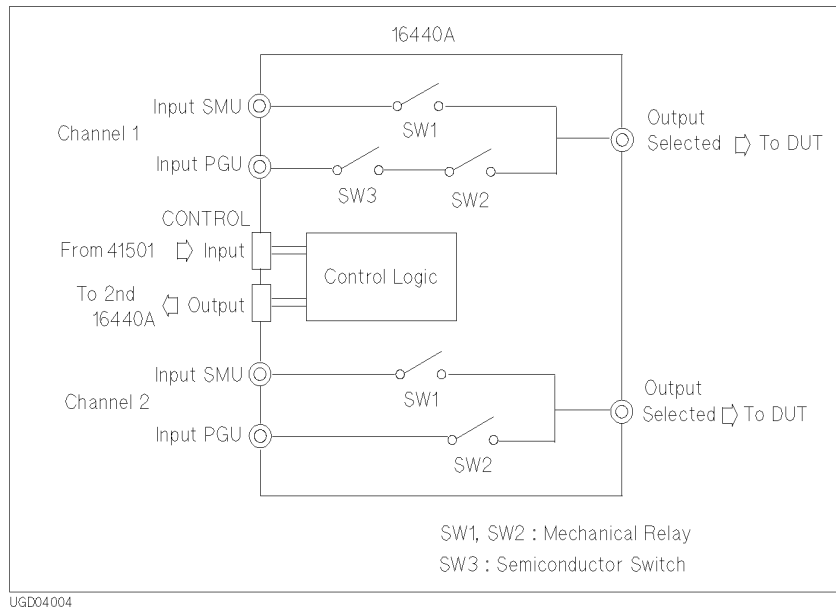 16440A
Channel 1
Input SMU
SW1
Input PGU
SW3
SW2
Output
Selected To DUT
CONTROL
From 41501 Input
To 2nd
16440A
Output
Control Logic
Channel 2
Input SMU
SW1
Input PGU
SW2
Output
Selected To DUT
SW1, SW2 : Mechanical Relay
SW3 : Semiconductor Switch
UGD04004